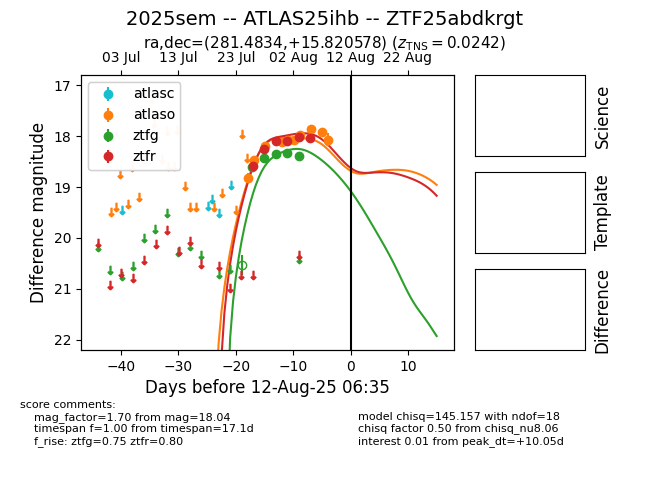 2025sem -- ATLAS25ihb -- ZTF25abdkrgt
ra,dec=(281.4834,+15.820578) (z_TNS = 0.0242)
03 Jul 13 Jul 23 Jul 02 Aug 12 Aug 22 Aug
atlasc
atlaso
ztfg
ztfr
17
18
19
20
21
22
Difference magnitude
−40 −30 −20 −10 0 10
Days before 12-Aug-25 06:35
Science
Template
Difference
score comments:
mag_factor=1.70 from mag=18.04
timespan f=1.00 from timespan=17.1d
f_rise: ztfg=0.75 ztfr=0.80
model chisq=145.157 with ndof=18
chisq factor 0.50 from chisq_nu8.06
interest 0.01 from peak_dt=+10.05d